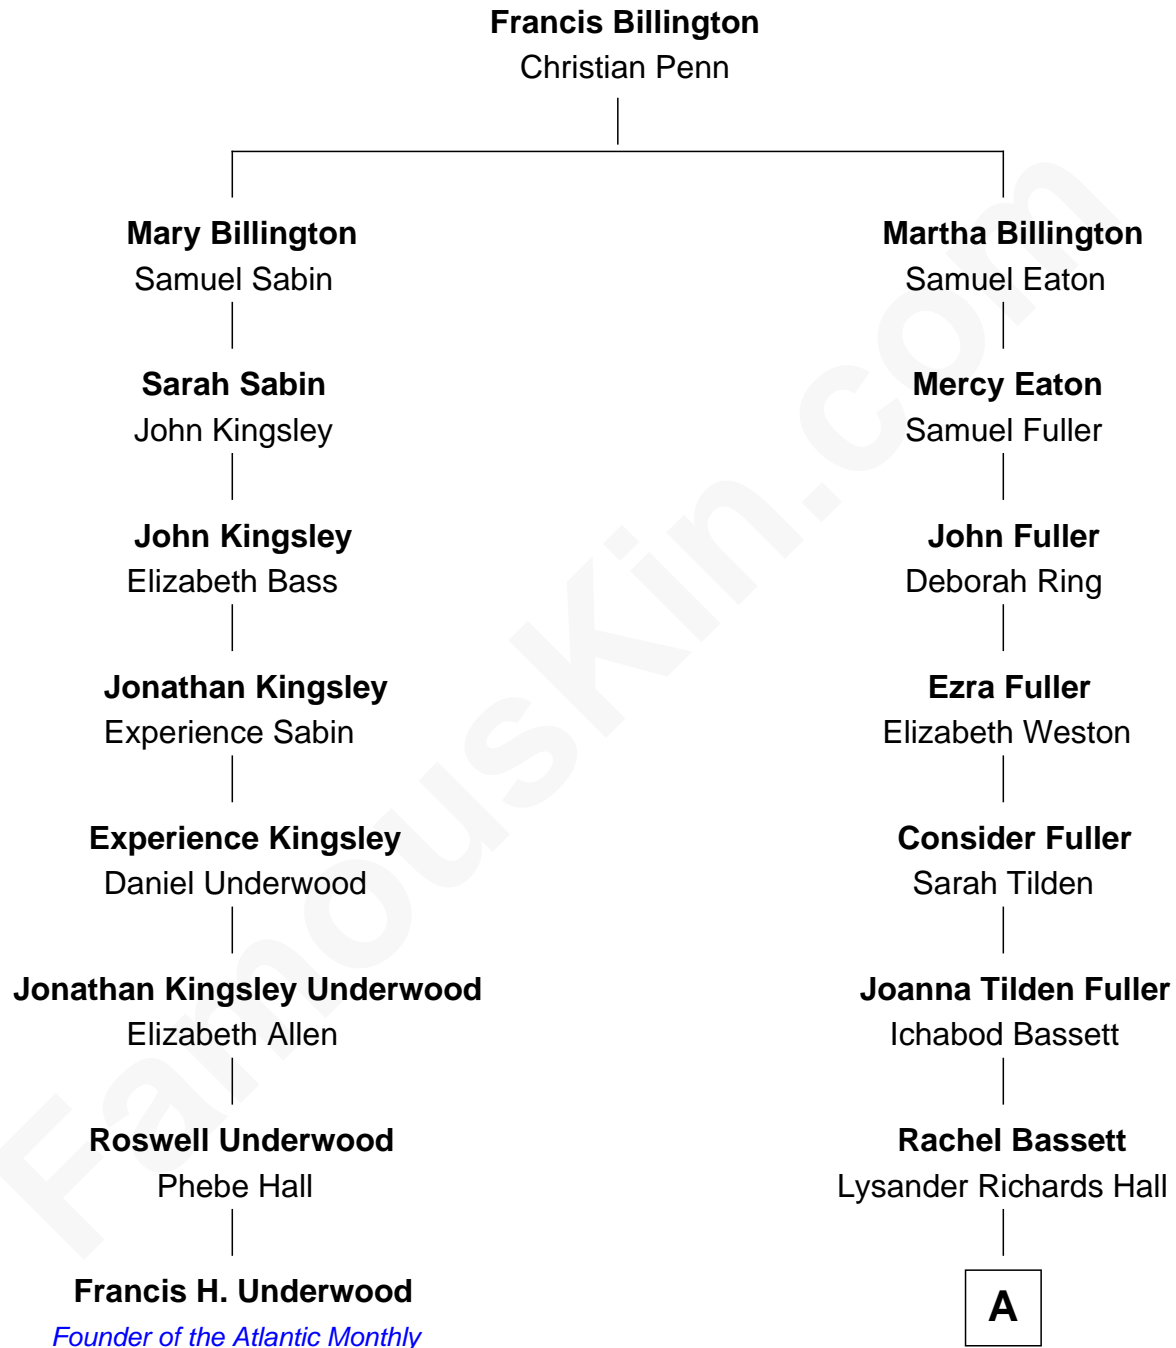 Francis Billington
Christian Penn
Mary Billington
Samuel Sabin
Martha Billington
Samuel Eaton
Sarah Sabin
John Kingsley
Mercy Eaton
Samuel Fuller
John Kingsley
Elizabeth Bass
John Fuller
Deborah Ring
Jonathan Kingsley
Experience Sabin
Ezra Fuller
Elizabeth Weston
Experience Kingsley
Daniel Underwood
Consider Fuller
Sarah Tilden
Jonathan Kingsley Underwood
Elizabeth Allen
Joanna Tilden Fuller
Ichabod Bassett
Roswell Underwood
Phebe Hall
Rachel Bassett
Lysander Richards Hall
Francis H. Underwood
Founder of the Atlantic Monthly
A
FamousKin.com